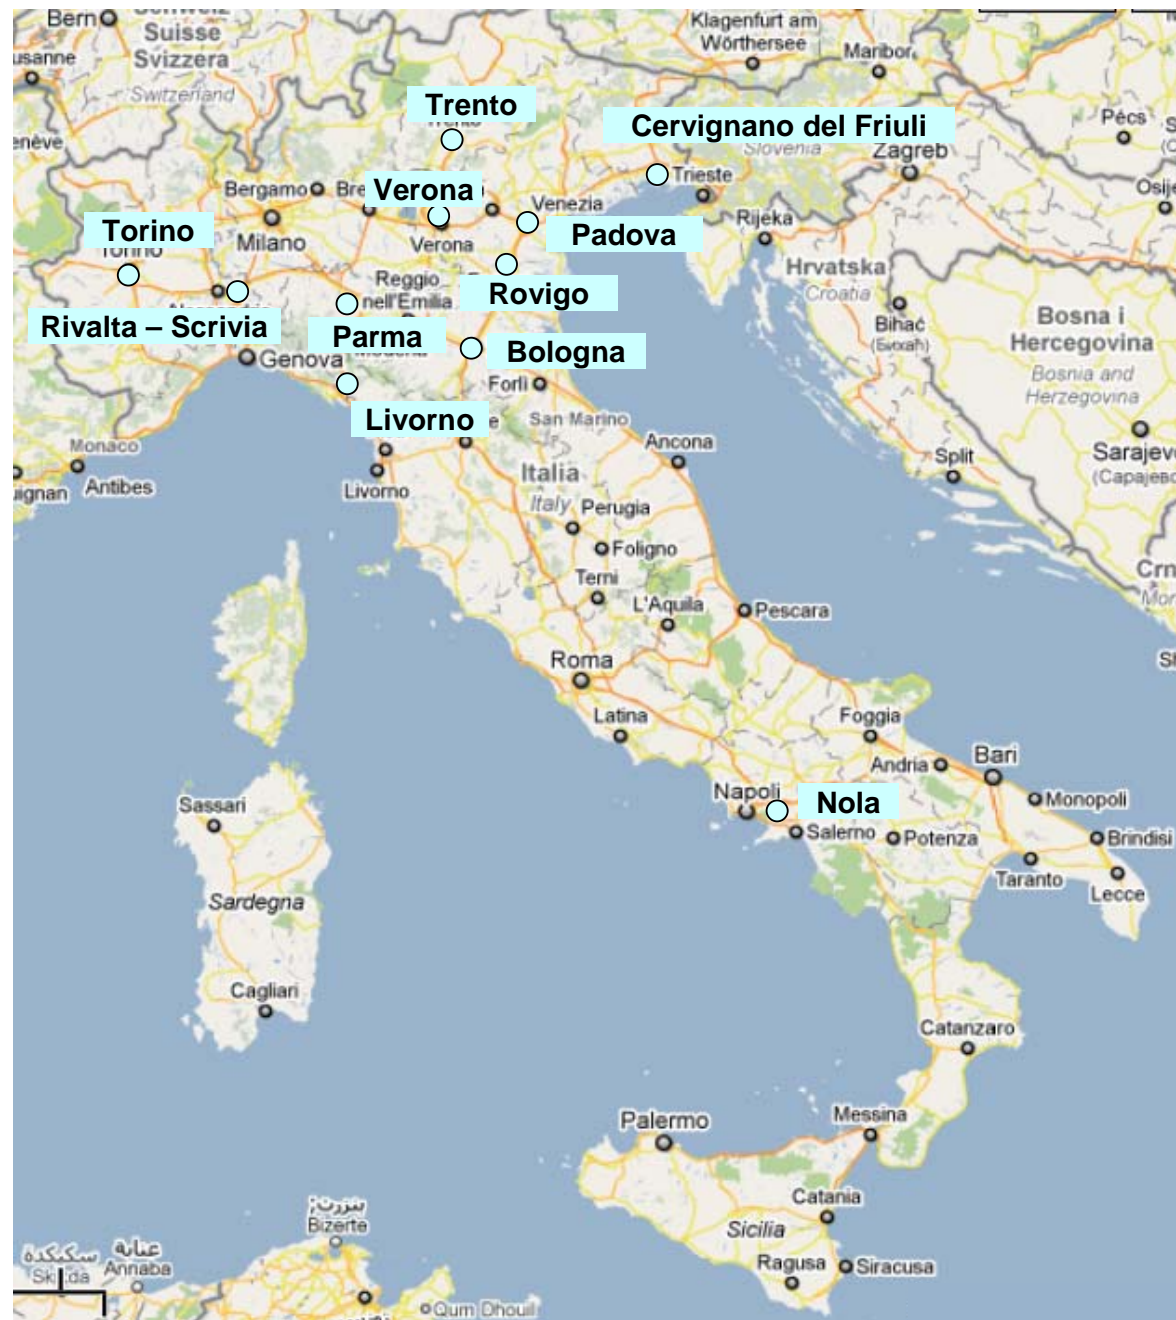 Bern
Suisse
Svizzera
Switzerland
Klagenfurt am
Wörthersee
Maribor
Pécs
Trento
Cervignano del Friuli
Slovenia
Zagreb
Bergamo
Verona
Trieste
Venezia
Rijeka
Torino
Milano
Verona
Padova
Hrvatska
Croatia
Reggio
nell'Emilia
Rovigo
Bihać
(Бихаћ)
Bosna i
Hercegovina
Bosnia and
Herzegovina
Rivalta – Scrivia
Parma
Bologna
Genova
Forlì
San Marino
Livorno
Monaco
Antibes
Livorno
Ancona
Split
Italia
Italy
Perugia
Foligno
Terni
L'Aquila
Pescara
Roma
Latina
Foggia
Andria
Bari
Napoli
Nola
Monopoli
Sassari
Salerno
Potenza
Brindisi
Taranto
Lecce
Sardegna
Cagliari
Catanzaro
Palermo
Messina
Catania
Sicilia
Ragusa
Siracusa
Bizerte
سكيكدة
عنابة
Annaba
Qum Dhouil